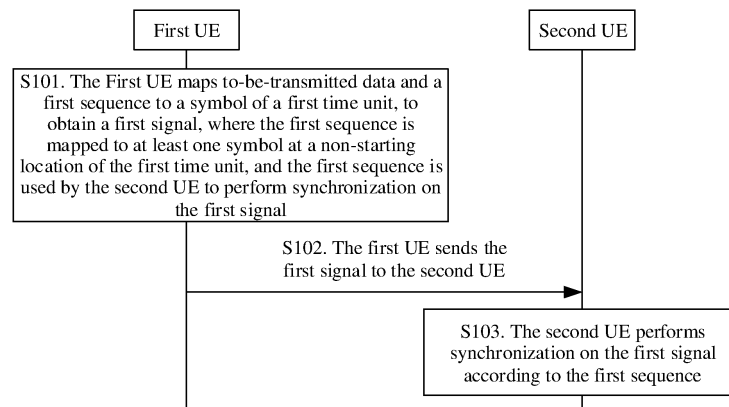 First UE
Second UE
S101. The First UE maps to-be-transmitted data and a
first sequence to a symbol of a first time unit, to
obtain a first signal, where the first sequence is
mapped to at least one symbol at a non-starting
location of the first time unit, and the first sequence is
used by the second UE to perform synchronization on
the first signal
S102. The first UE sends the
first signal to the second UE
S103. The second UE performs
synchronization on the first signal
according to the first sequence